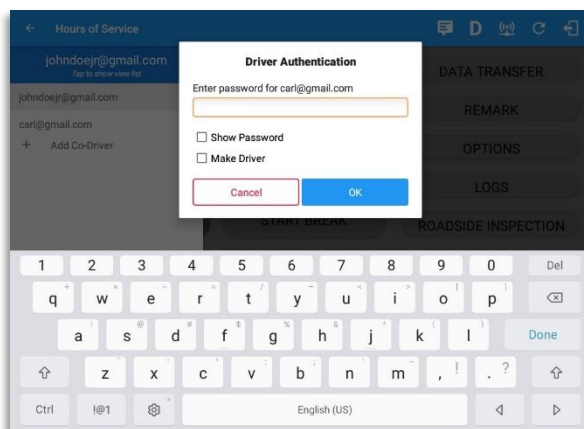 Hours of Service
D
johndoejr@gmail.com
Tap to show view list
johndoejr@gmail.com
carl@gmail.com
+ Add Co-Driver
Driver Authentication
Enter password for carl@gmail.com
Show Password
Make Driver
Cancel OK
DATA TRANSFER
REMARK
OPTIONS
LOGS
START BREAK
ROADSIDE INSPECTION
1 2 3 4 5 6 7 8 9 0 Del
q w e r t y u i o p
a s d f g h j k l Done
z x c v b n m , ! . ?
Ctrl !@1 English (US)